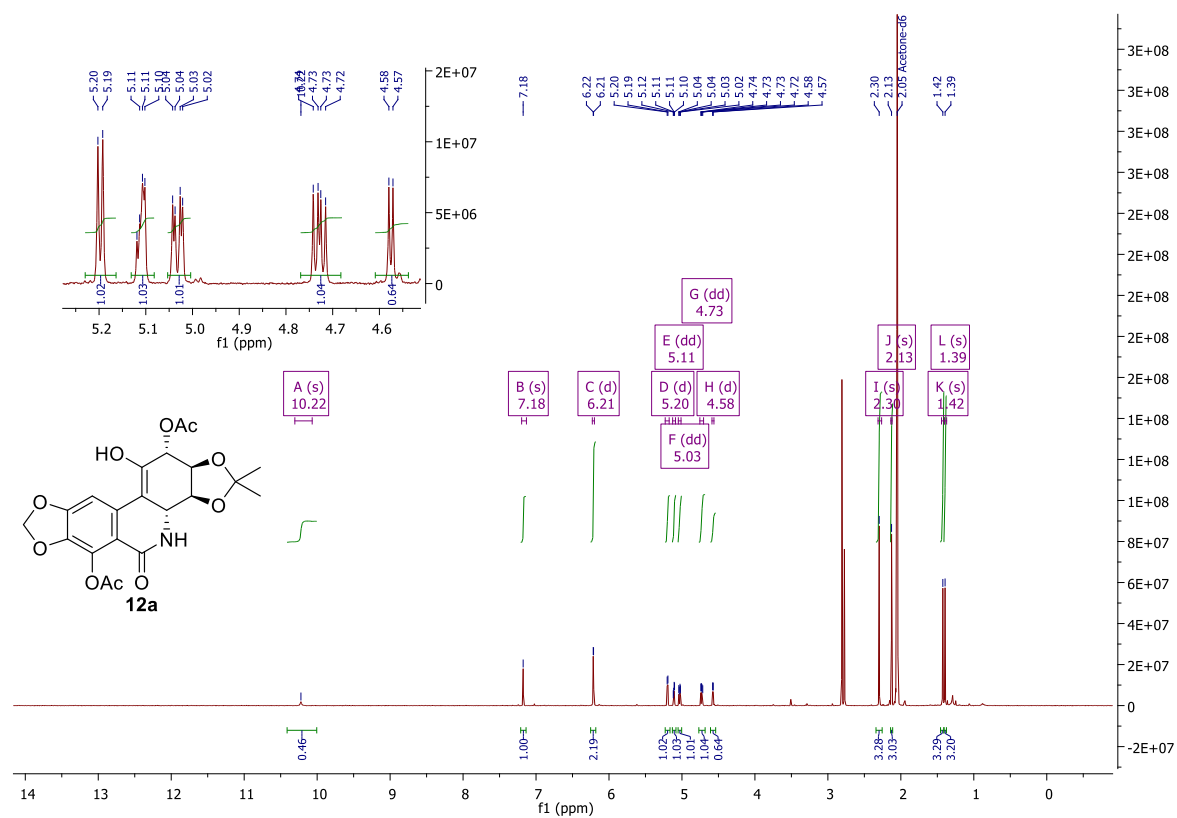 5.20
5.19
5.11
5.11
5.10
5.04
5.04
5.03
5.02
4.74
10.22
4.73
4.73
4.72
4.58
4.57
2E+07
1E+07
5E+06
0
1.02
1.03
1.01
1.04
0.64
5.2 5.1 5.0 4.9 4.8 4.7 4.6
f1 (ppm)
7.18
6.22
6.21
5.20
5.19
5.12
5.11
5.11
5.10
5.04
5.04
5.03
5.02
4.74
4.73
4.73
4.72
4.58
4.57
2.30
2.13
2.05 Acetone-d6
1.42
1.39
G (dd)
4.73
E (dd)
5.11
J (s)
2.13
L (s)
1.39
A (s)
10.22
B (s)
7.18
C (d)
6.21
D (d)
5.20
H (d)
4.58
I (s)
2.30
K (s)
1.42
F (dd)
5.03
OAc
HO
O
O
O
O
NH
O
OAc
12a
3E+08
3E+08
3E+08
3E+08
2E+08
2E+08
2E+08
2E+08
2E+08
1E+08
1E+08
1E+08
8E+07
6E+07
4E+07
2E+07
0
-2E+07
0.46
1.00
2.19
1.02
1.03
1.01
1.04
0.64
3.28
3.03
3.29
3.20
14 13 12 11 10 9 8 7 6 5 4 3 2 1 0
f1 (ppm)